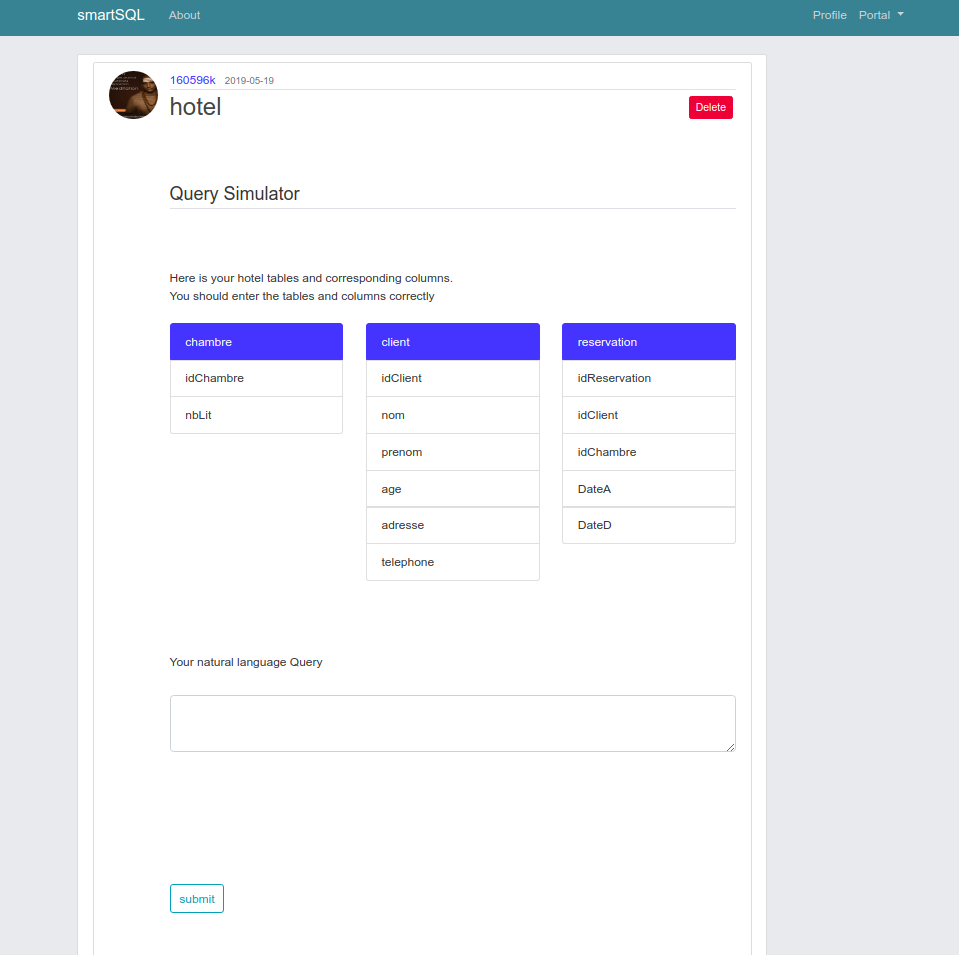 smartSQL About Profile Portal
160596k 2019-05-19
hotel Delete
Query Simulator
Here is your hotel tables and corresponding columns.
You should enter the tables and columns correctly
chambre
idChambre
nbLit
client
idClient
nom
prenom
age
adresse
telephone
reservation
idReservation
idClient
idChambre
DateA
DateD
Your natural language Query
submit